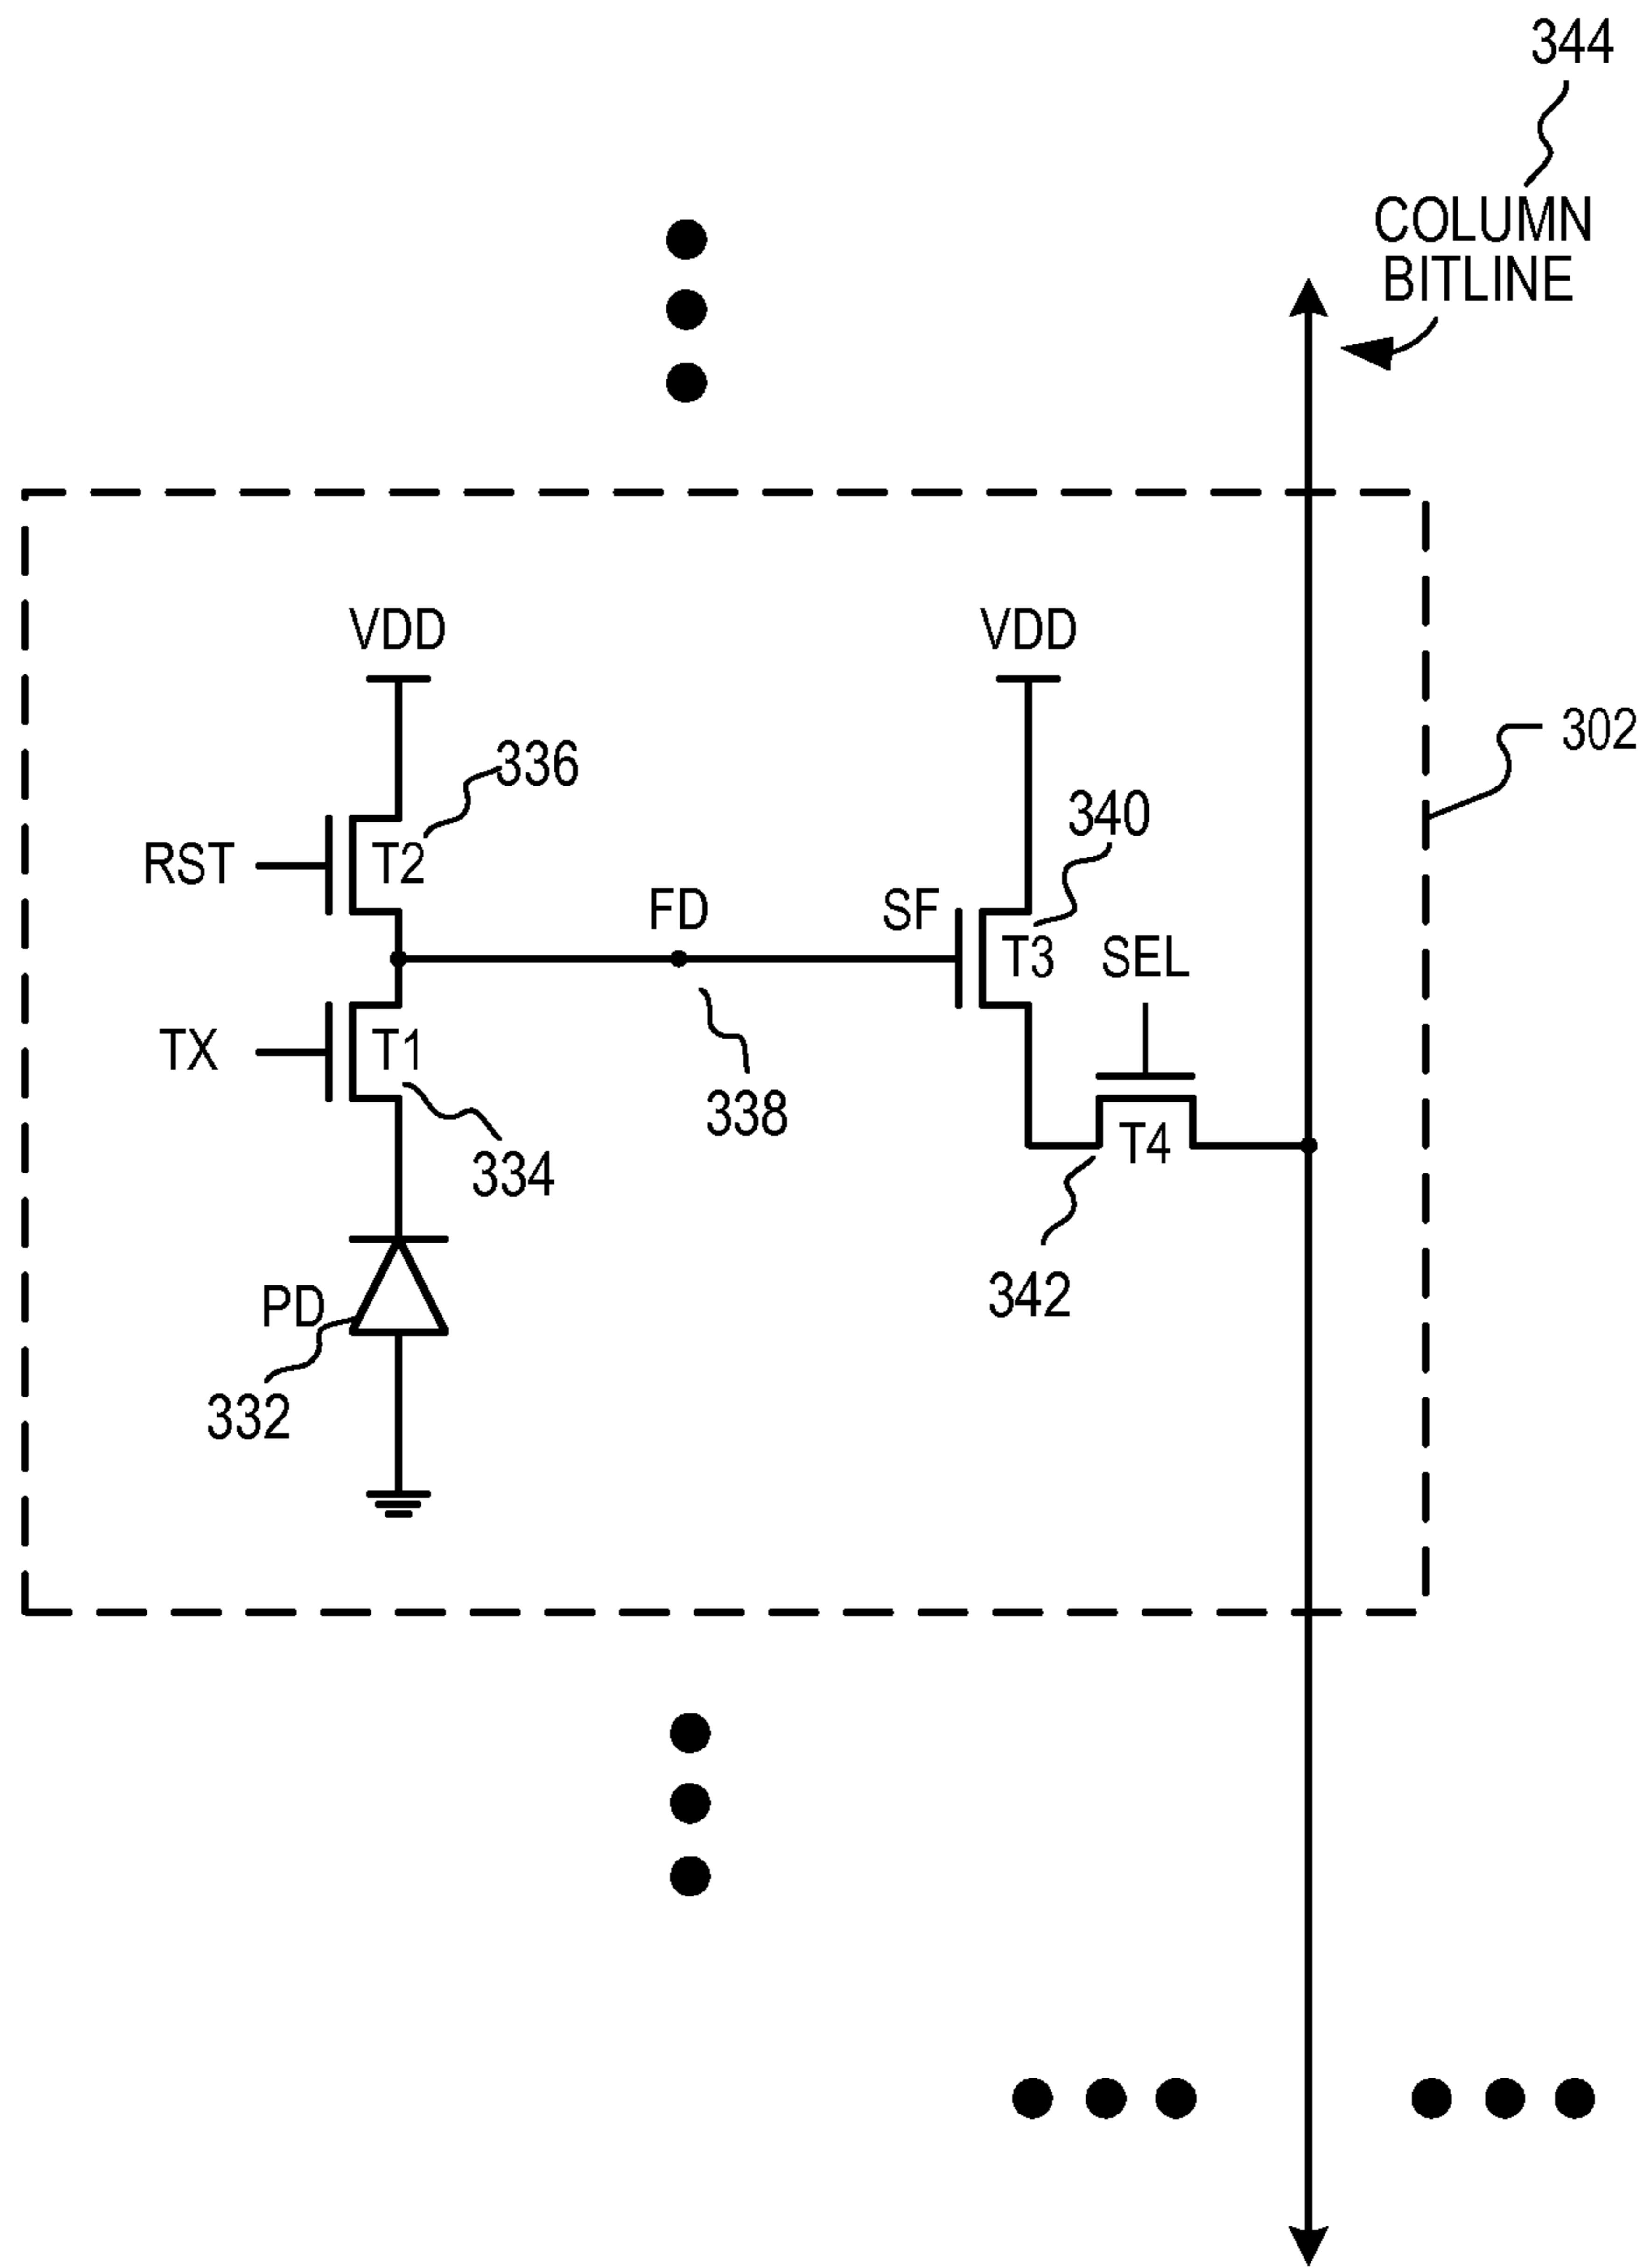 344
COLUMN
BITLINE
VDD
VDD
302
336
340
RST
T2
FD
SF
T3
SEL
TX
T1
338
334
T4
342
PD
332